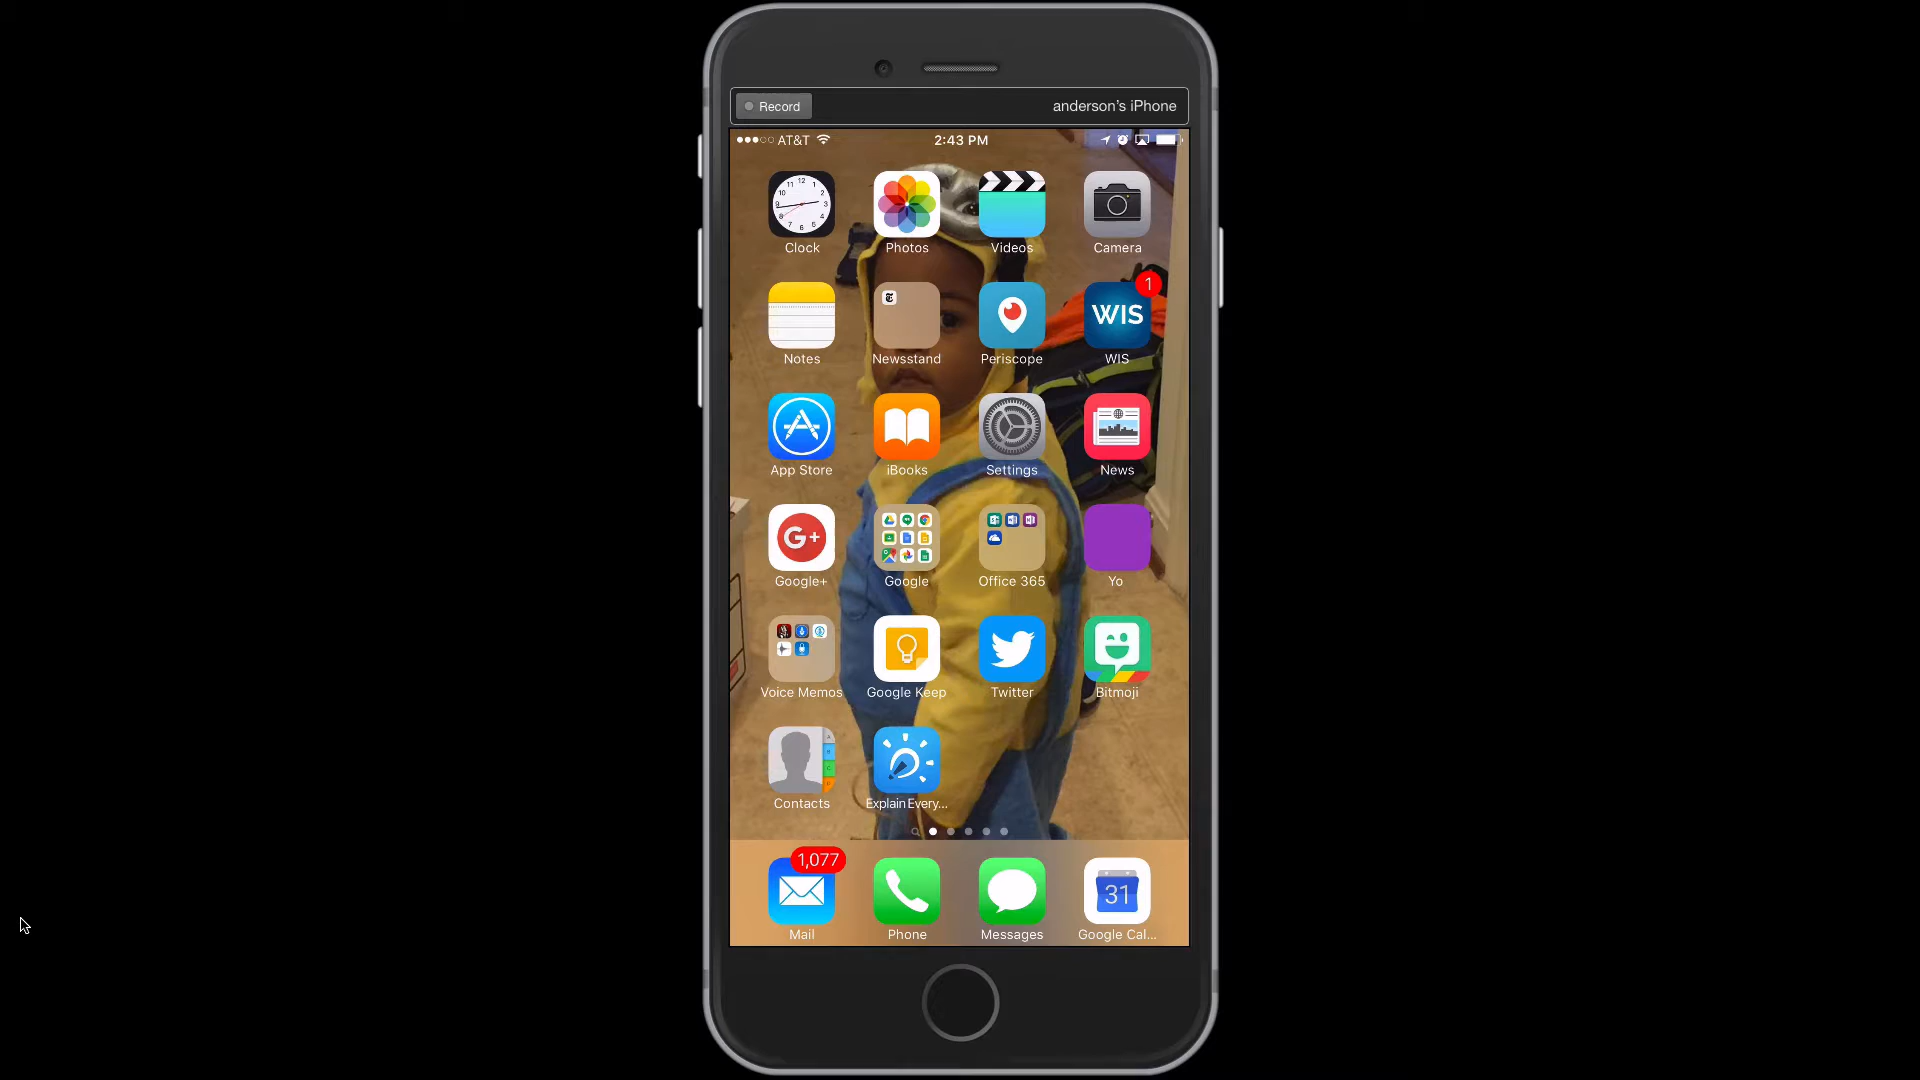 Record
anderson's iPhone
AT&T
2:43 PM
Clock
Photos
Videos
Camera
1
WIS
Notes
Newsstand
Periscope
WIS
App Store
iBooks
Settings
News
G+
Google+
Google
Office 365
Yo
Voice Memos
Google Keep
Twitter
Bitmoji
Contacts
Explain Every...
1,077
31
Mail
Phone
Messages
Google Cal...